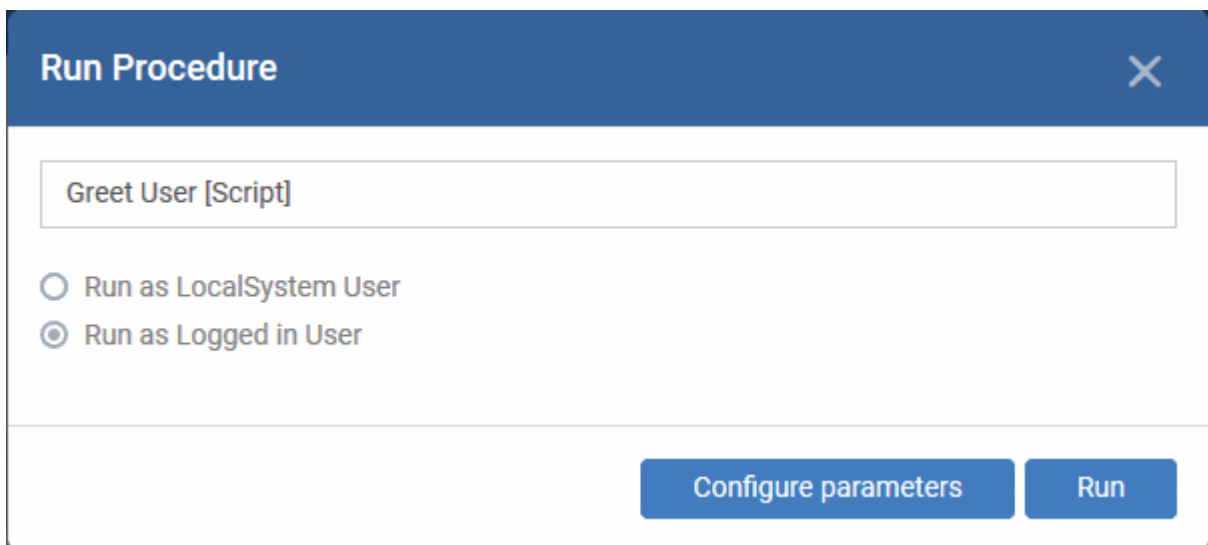 Run Procedure
Greet User [Script]
Run as LocalSystem User
Run as Logged in User
Configure parameters
Run